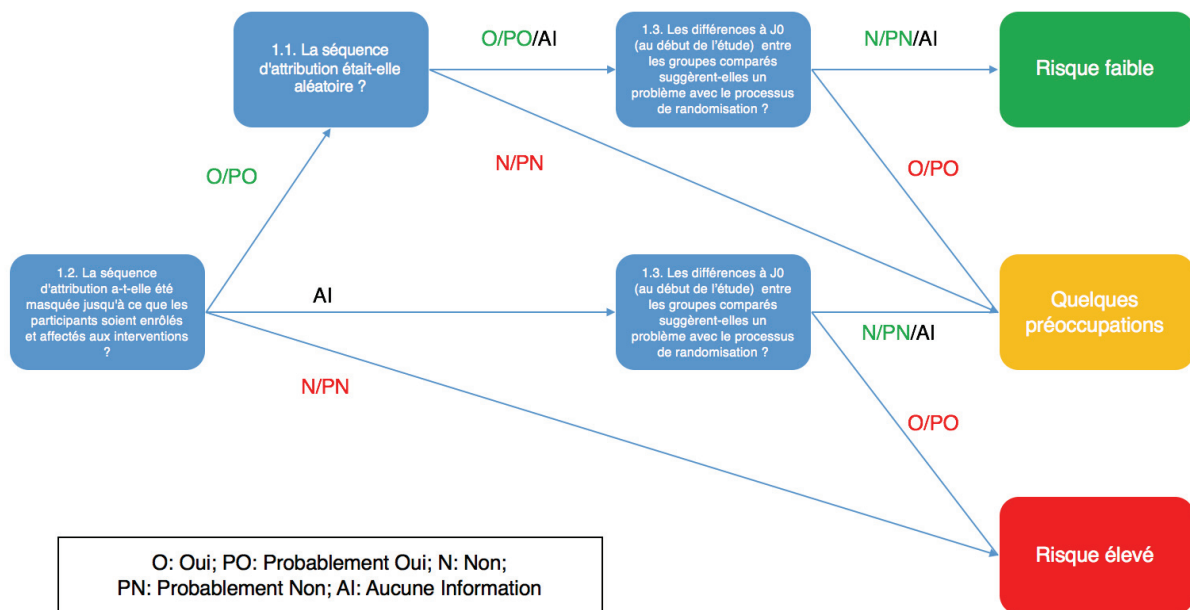 1.1. La séquence
d'attribution était-elle
aléatoire ?
O/PO/AI
1.3. Les différences à J0
(au début de l'étude) entre
les groupes comparés
suggèrent-elles un
problème avec le processus
de randomisation ?
N/PN/AI
Risque faible
O/PO
N/PN
O/PO
1.2. La séquence
d'attribution a-t-elle été
masquée jusqu'à ce que les
participants soient enrôlés
et affectés aux interventions
?
AI
1.3. Les différences à J0
(au début de l'étude) entre
les groupes comparés
suggèrent-elles un
problème avec le processus
de randomisation ?
N/PN/AI
Quelques
préoccupations
N/PN
O/PO
Risque élevé
O: Oui; PO: Probablement Oui; N: Non;
PN: Probablement Non; AI: Aucune Information